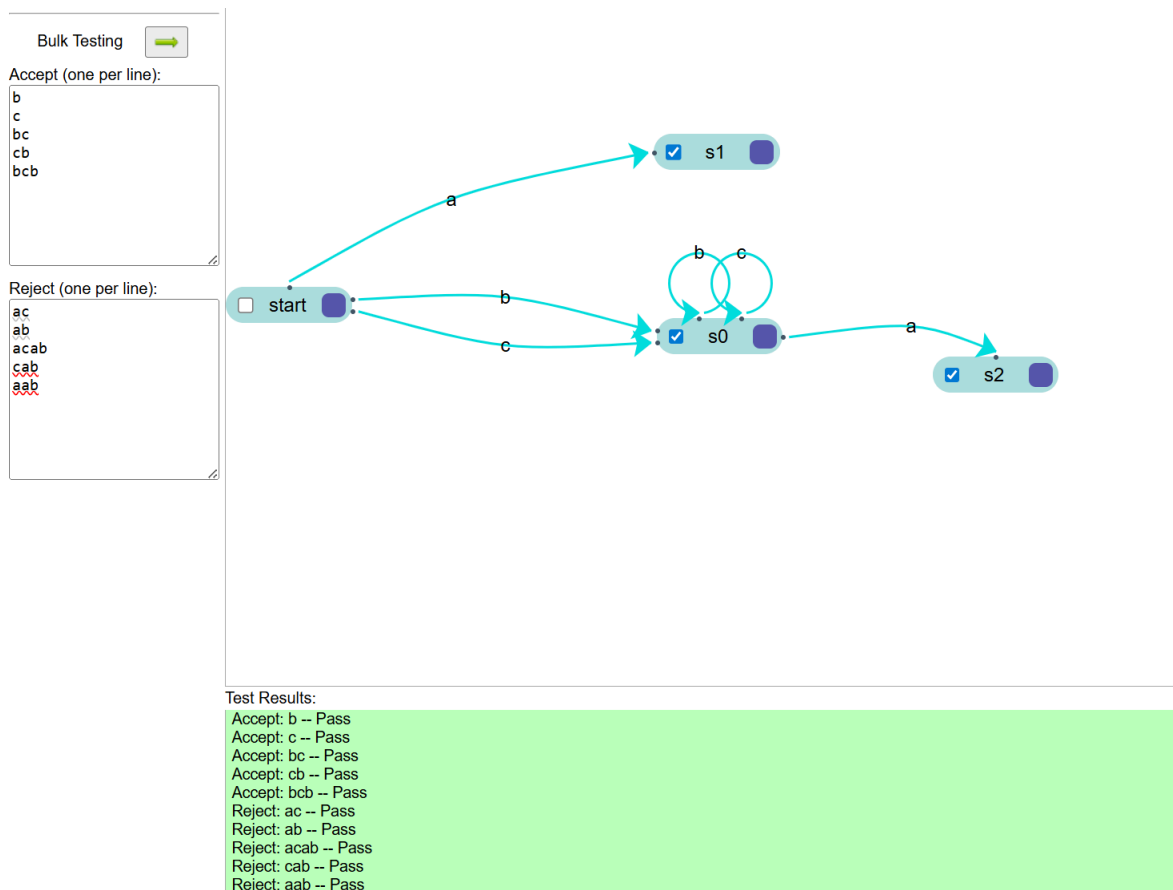 Bulk Testing
Accept (one per line):
b
c
bc
cb
bcb
Reject (one per line):
ac
ab
acab
cab
aab
s1
a
b
c
start
b
s0
a
c
s2
Test Results:
Accept: b -- Pass
Accept: c -- Pass
Accept: bc -- Pass
Accept: cb -- Pass
Accept: bcb -- Pass
Reject: ac -- Pass
Reject: ab -- Pass
Reject: acab -- Pass
Reject: cab -- Pass
Reject: aab -- Pass